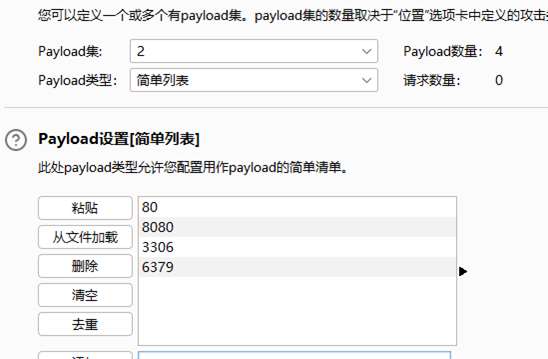 您可以定义一个或多个有payload集。payload集的数量取决于“位置”选项卡中定义的攻击
Payload集: 2 Payload数量: 4
Payload类型: 简单列表 请求数量: 0
Payload设置[简单列表]
此处payload类型允许您配置用作payload的简单清单。
粘贴 80
从文件加载 8080
删除 3306
清空 6379
去重